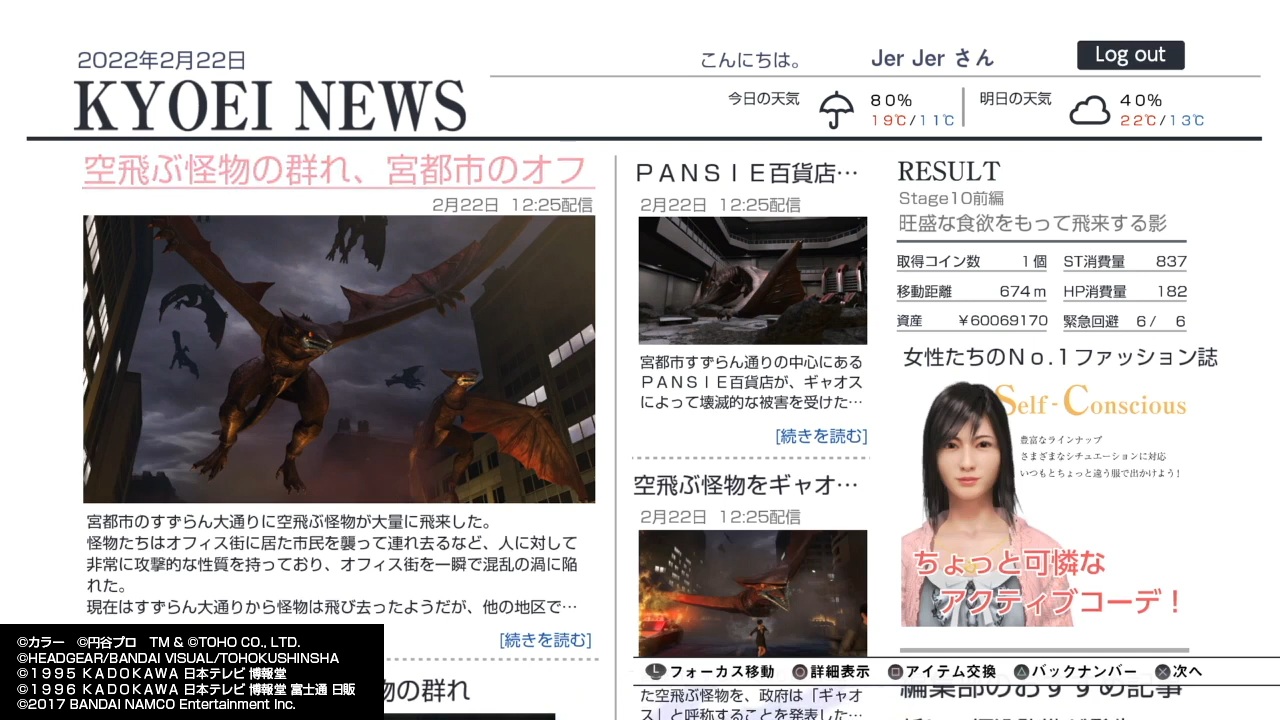 2022年2月22日
KYOEI NEWS
こんにちは。
Jer Jer さん
Log out
今日の天気
80%
19℃/11℃
明日の天気
40%
22℃/13℃
空飛ぶ怪物の群れ、宮都市のオフ
2月22日 12:25配信
宮都市のすずらん大通りに空飛ぶ怪物が大量に飛来した。
怪物たちはオフィス街に居た市民を襲って連れ去るなど、人に対して
非常に攻撃的な性質を持っており、オフィス街を一瞬で混乱の渦に陥
れた。
現在はすずらん大通りから怪物は飛び去ったようだが、他の地区で…
[続きを読む]
物の群れ
PANSIE百貨店…
2月22日 12:25配信
宮都市すずらん通りの中心にある
PANSIE百貨店が、ギャオス
によって壊滅的な被害を受けた…
[続きを読む]
空飛ぶ怪物をギャオ…
2月22日 12:25配信
た空飛ぶ怪物を、政府は「ギャオ
ス」と呼称することを発表した…
RESULT
Stage10前編
旺盛な食欲をもって飛来する影
取得コイン数 1個 ST消費量 837
移動距離 674m HP消費量 182
資産 ￥60069170 緊急回避 6/ 6
女性たちのNo.1ファッション誌
Self-Conscious
豊富なラインナップ
さまざまなシチュエーションに対応
いつもとちょっと違う服で出かけよう!
ちょっと可憐な
アクティブコーデ!
編集部のおすすめ記事
L フォーカス移動 ○詳細表示 □アイテム交換 △バックナンバー ×次へ
©カラー ©円谷プロ TM & ©TOHO CO., LTD.
©HEADGEAR/BANDAI VISUAL/TOHOKUSHINSHA
©1995 KADOKAWA 日本テレビ 博報堂
©1996 KADOKAWA 日本テレビ 博報堂 富士通 日販
©2017 BANDAI NAMCO Entertainment Inc.